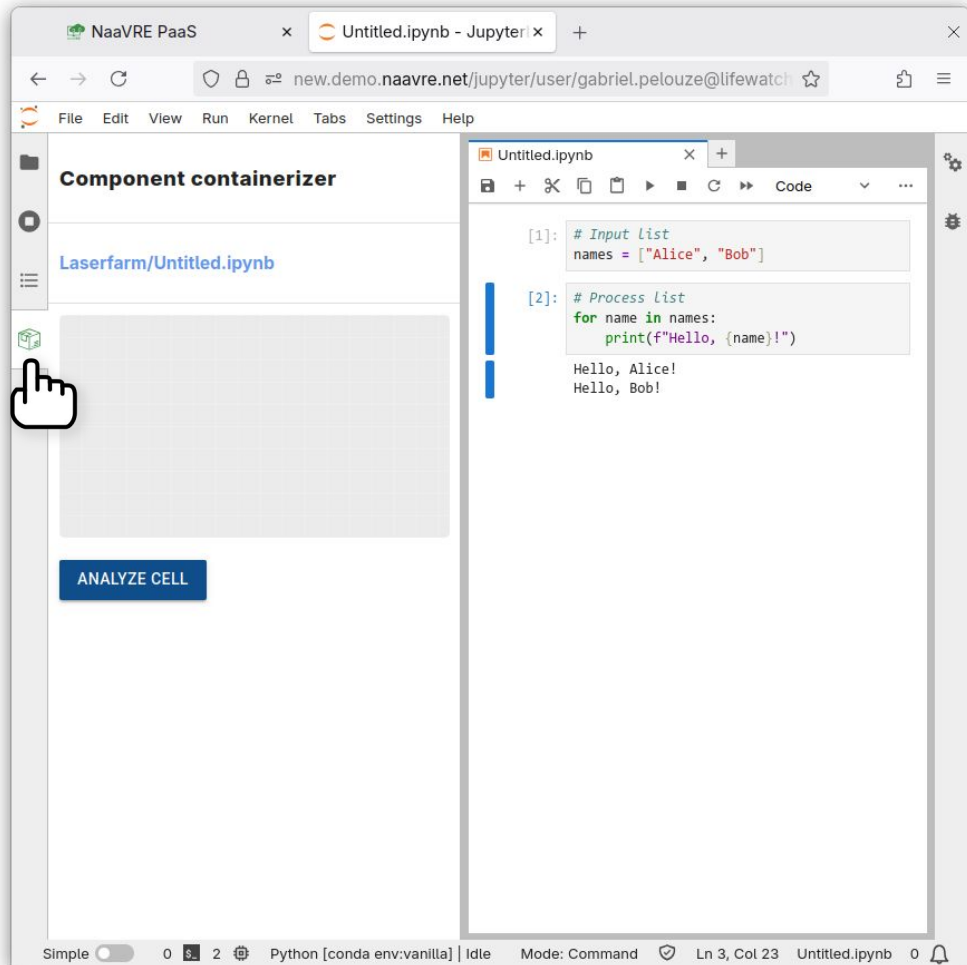 NaaVRE PaaS
Untitled.ipynb - Jupyterl
new.demo.naavre.net/jupyter/user/gabriel.pelouze@lifewatch
File Edit View Run Kernel Tabs Settings Help
Component containerizer
Laserfarm/Untitled.ipynb
ANALYZE CELL
Untitled.ipynb
Code
[1]: # Input list
names = ["Alice", "Bob"]
[2]: # Process list
for name in names:
print(f"Hello, {name}!")
Hello, Alice!
Hello, Bob!
Simple 0 $_ 2 Python [conda env:vanilla] | Idle Mode: Command Ln 3, Col 23 Untitled.ipynb 0